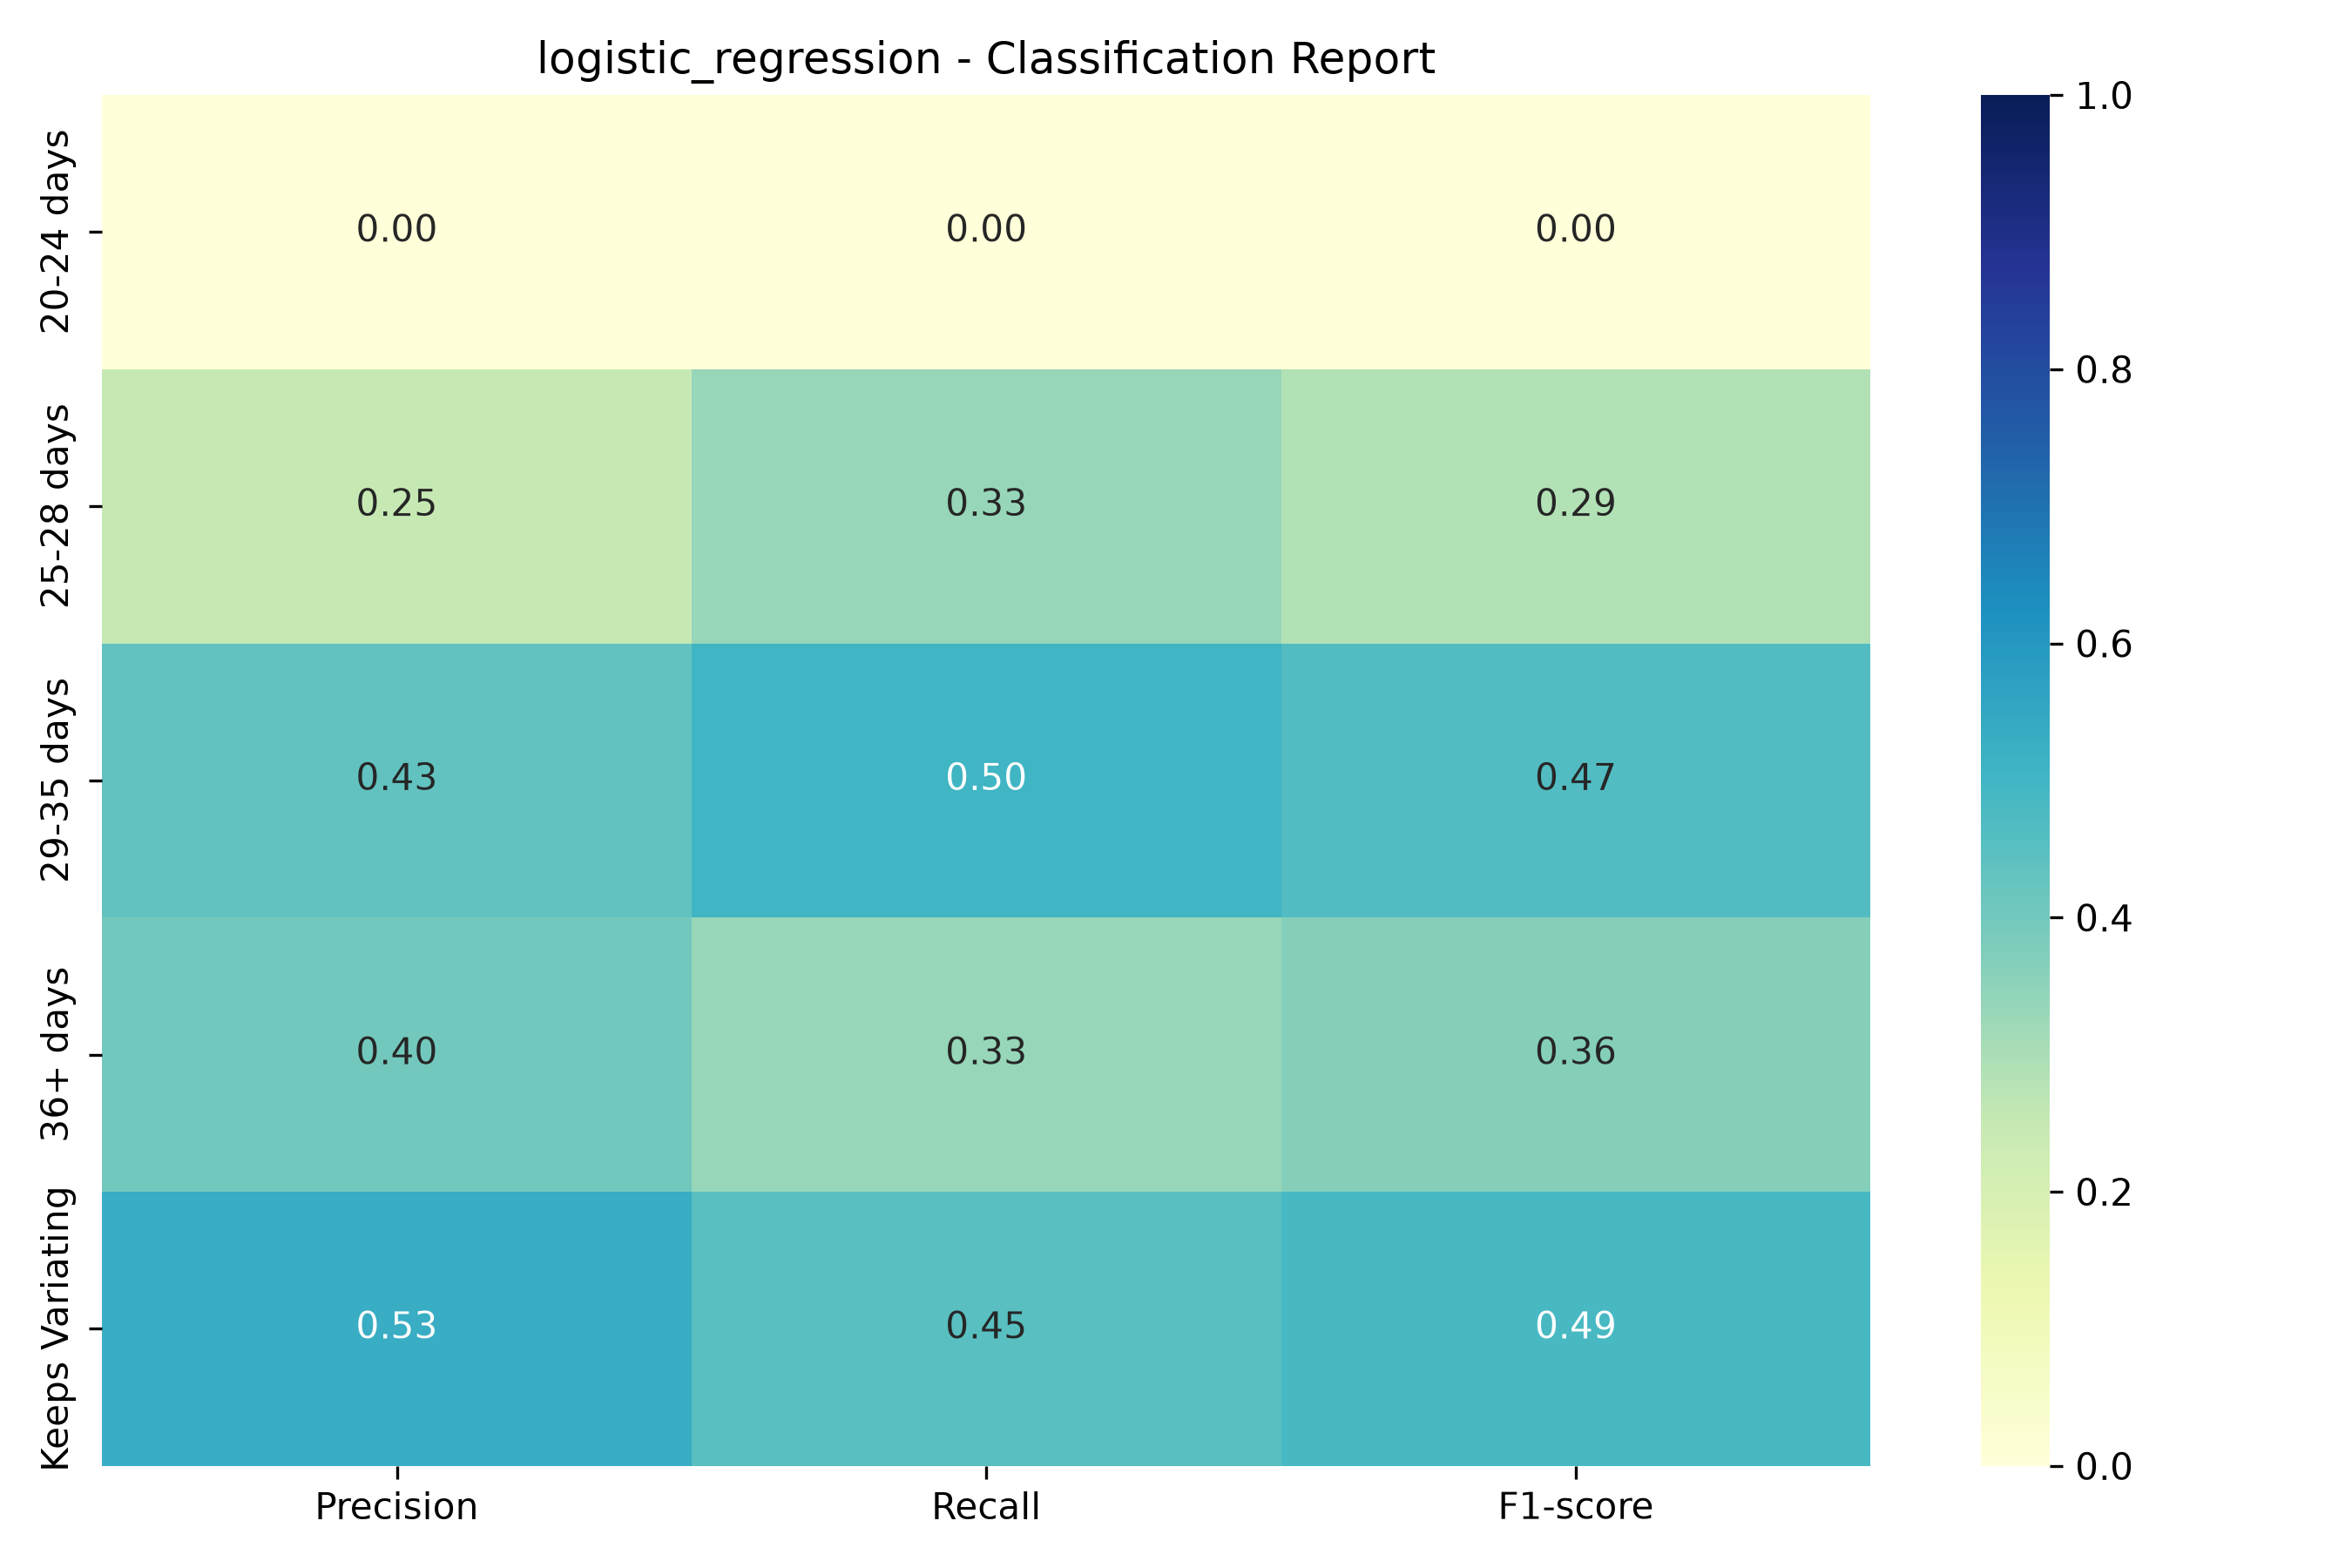 logistic_regression - Classification Report
20-24 days
0.00 0.00 0.00
25-28 days
0.25 0.33 0.29
29-35 days
0.43 0.50 0.47
36+ days
0.40 0.33 0.36
Keeps Variating
0.53 0.45 0.49
Precision Recall F1-score
1.0
0.8
0.6
0.4
0.2
0.0